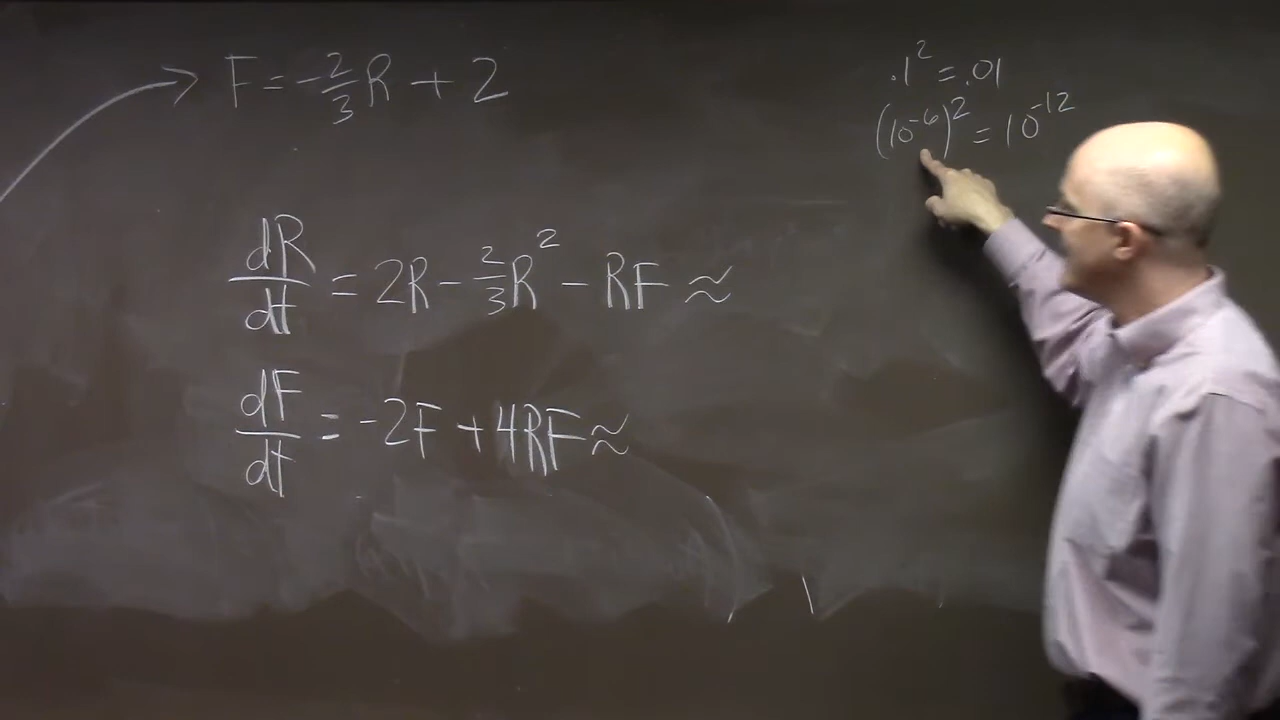 F = -2/3 R + 2
.1² = .01
(10⁻⁶)² = 10⁻¹²
dR/dt = 2R - 2/3 R² - RF ≈
dF/dt = -2F + 4RF ≈